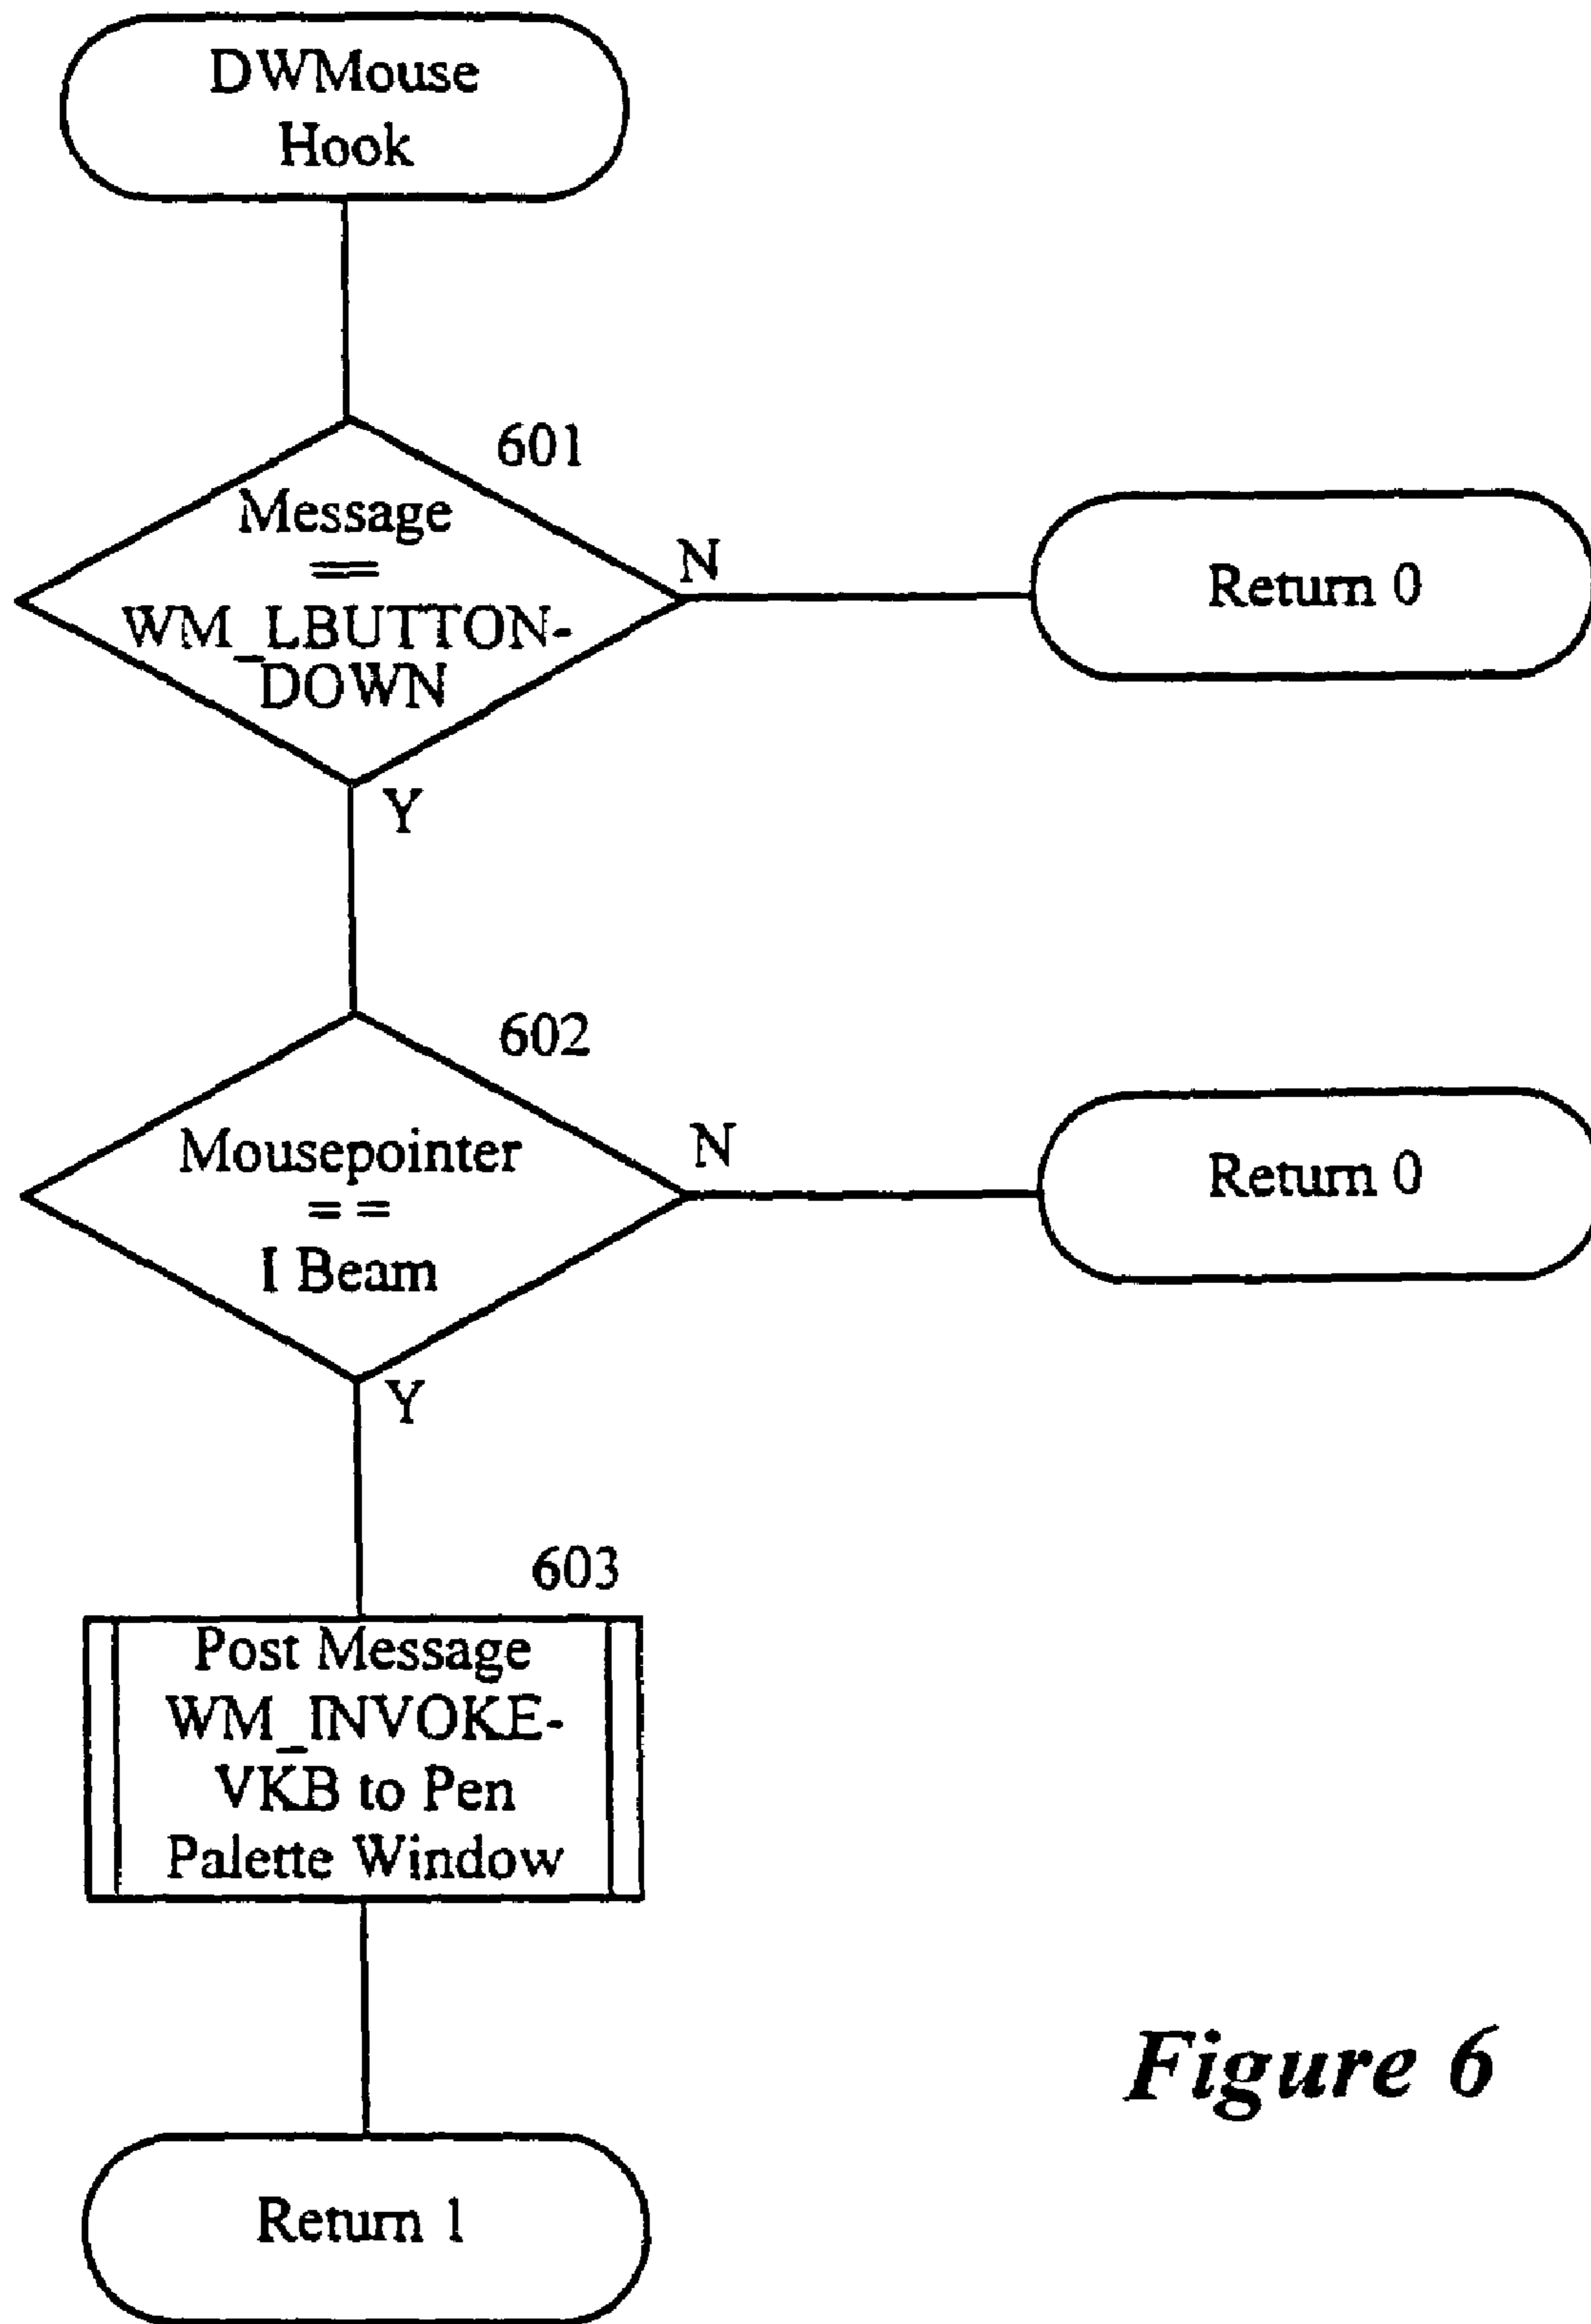 DWMouse
Hook
601
Message
==
WM_LBUTTON-
DOWN
N
Return 0
Y
602
Mousepointer
= =
I Beam
N
Return 0
Y
603
Post Message
WM_INVOKE-
VKB to Pen
Palette Window
Return 1
Figure 6